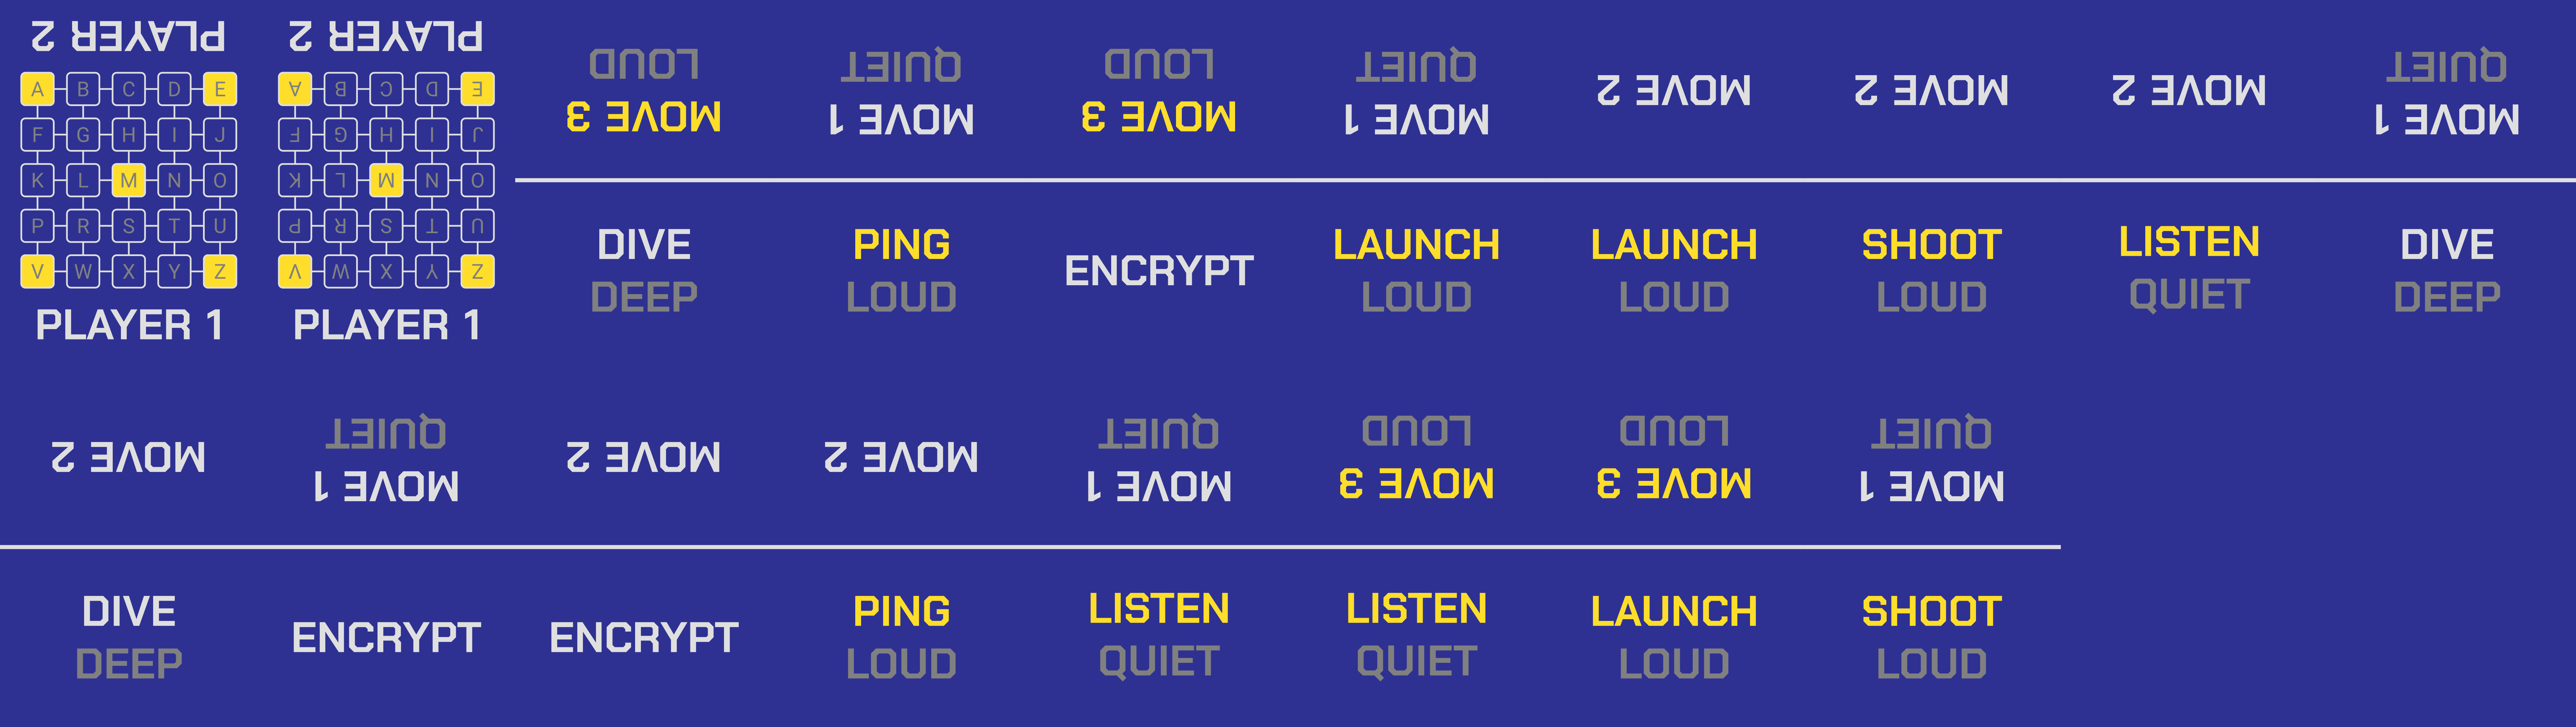 PLAYER 2
A B C D E
F G H I J
K L M N O
P R S T U
V W X Y Z
PLAYER 1
PLAYER 2
A B C D E
F G H I J
K L M N O
P R S T U
V W X Y Z
PLAYER 1
MOVE 3
LOUD
DIVE
DEEP
MOVE 1
QUIET
PING
LOUD
MOVE 3
LOUD
ENCRYPT
MOVE 1
QUIET
LAUNCH
LOUD
MOVE 2
LAUNCH
LOUD
MOVE 2
SHOOT
LOUD
MOVE 2
LISTEN
QUIET
MOVE 1
QUIET
DIVE
DEEP
MOVE 2
DIVE
DEEP
MOVE 1
QUIET
ENCRYPT
MOVE 2
ENCRYPT
MOVE 2
PING
LOUD
MOVE 1
QUIET
LISTEN
QUIET
MOVE 3
LOUD
LISTEN
QUIET
MOVE 3
LOUD
LAUNCH
LOUD
MOVE 1
QUIET
SHOOT
LOUD